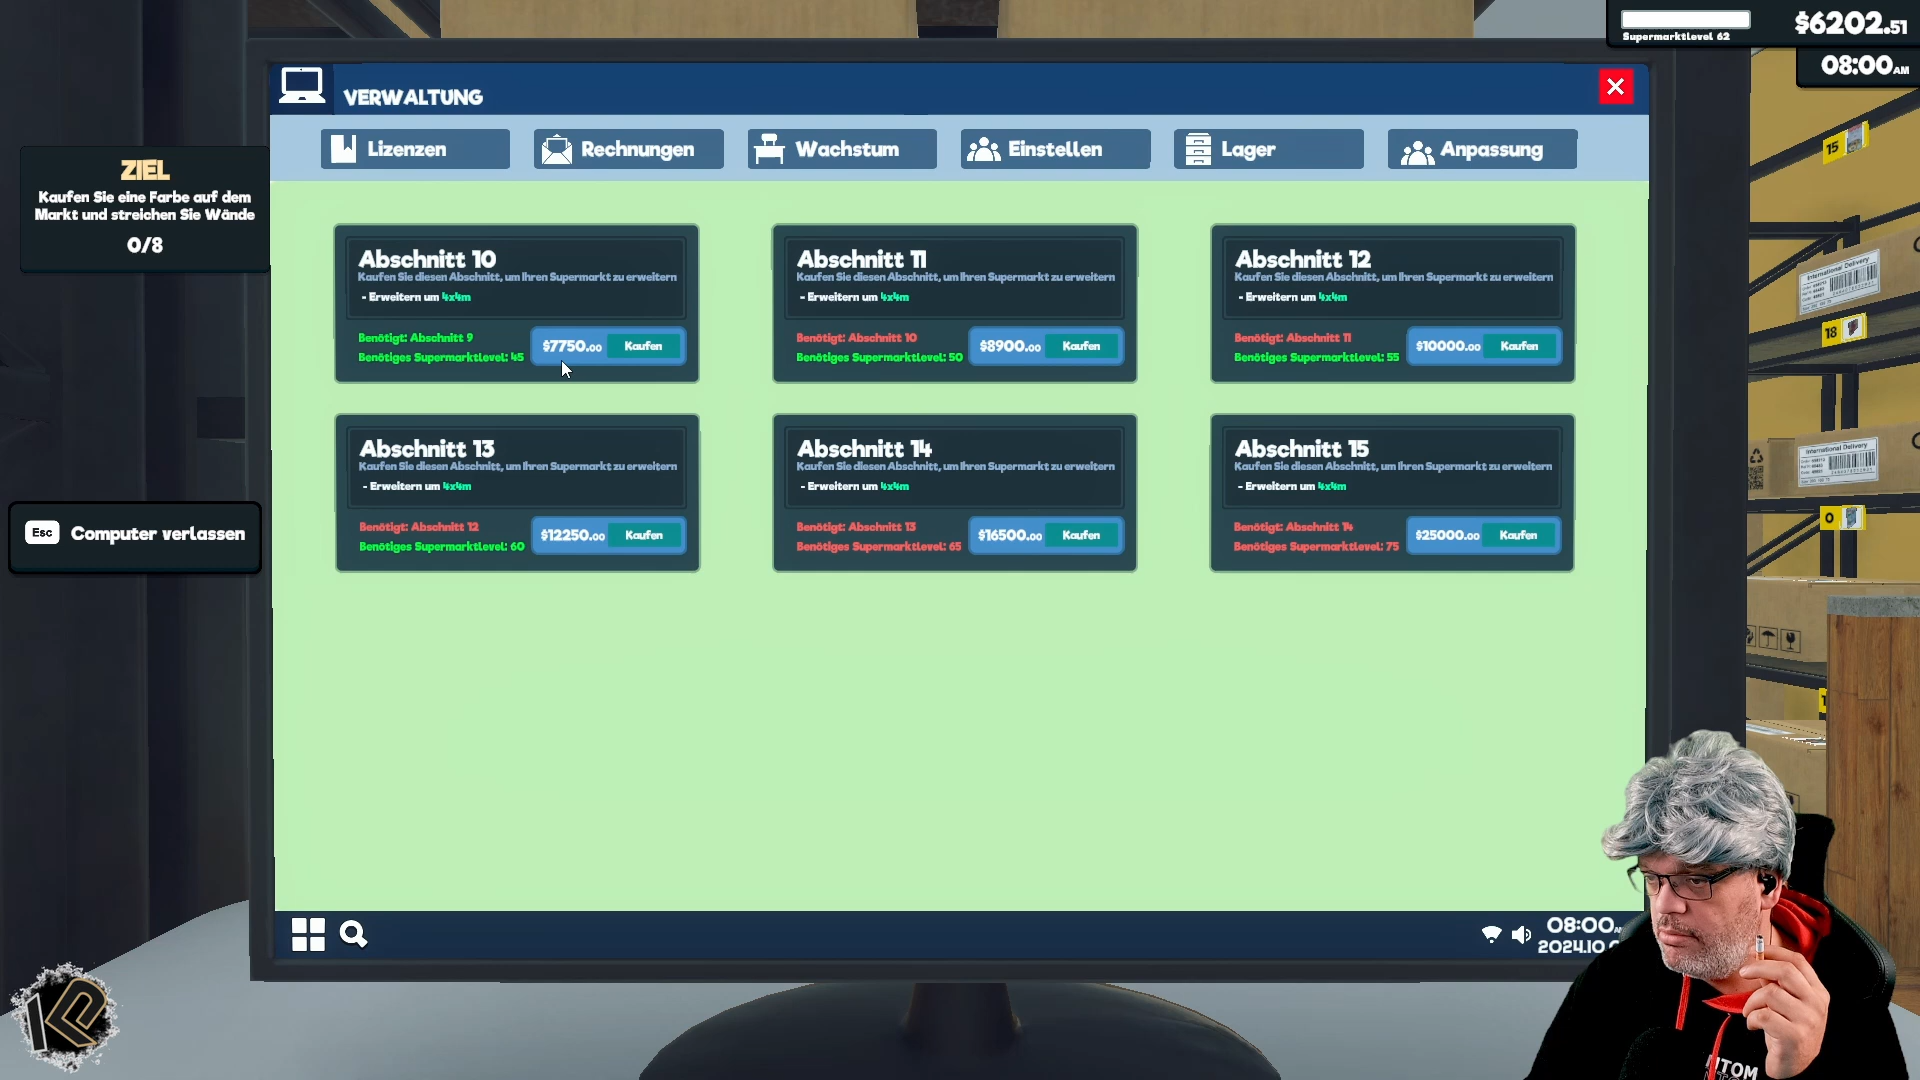 $6202.51
Supermarktlevel 62
08:00AM
VERWALTUNG
Lizenzen
Rechnungen
Wachstum
Einstellen
Lager
Anpassung
ZIEL
Kaufen Sie eine Farbe auf dem
Markt und streichen Sie Wände
0/8
Esc Computer verlassen
Abschnitt 10
Kaufen Sie diesen Abschnitt, um Ihren Supermarkt zu erweitern
- Erweitern um 4x4m
Benötigt: Abschnitt 9
Benötiges Supermarktlevel: 45
$7750.00 Kaufen
Abschnitt 11
Kaufen Sie diesen Abschnitt, um Ihren Supermarkt zu erweitern
- Erweitern um 4x4m
Benötigt: Abschnitt 10
Benötiges Supermarktlevel: 50
$8900.00 Kaufen
Abschnitt 12
Kaufen Sie diesen Abschnitt, um Ihren Supermarkt zu erweitern
- Erweitern um 4x4m
Benötigt: Abschnitt 11
Benötiges Supermarktlevel: 55
$10000.00 Kaufen
Abschnitt 13
Kaufen Sie diesen Abschnitt, um Ihren Supermarkt zu erweitern
- Erweitern um 4x4m
Benötigt: Abschnitt 12
Benötiges Supermarktlevel: 60
$12250.00 Kaufen
Abschnitt 14
Kaufen Sie diesen Abschnitt, um Ihren Supermarkt zu erweitern
- Erweitern um 4x4m
Benötigt: Abschnitt 13
Benötiges Supermarktlevel: 65
$16500.00 Kaufen
Abschnitt 15
Kaufen Sie diesen Abschnitt, um Ihren Supermarkt zu erweitern
- Erweitern um 4x4m
Benötigt: Abschnitt 14
Benötiges Supermarktlevel: 75
$25000.00 Kaufen
15
International Delivery
18
International Delivery
0
08:00
2024.10